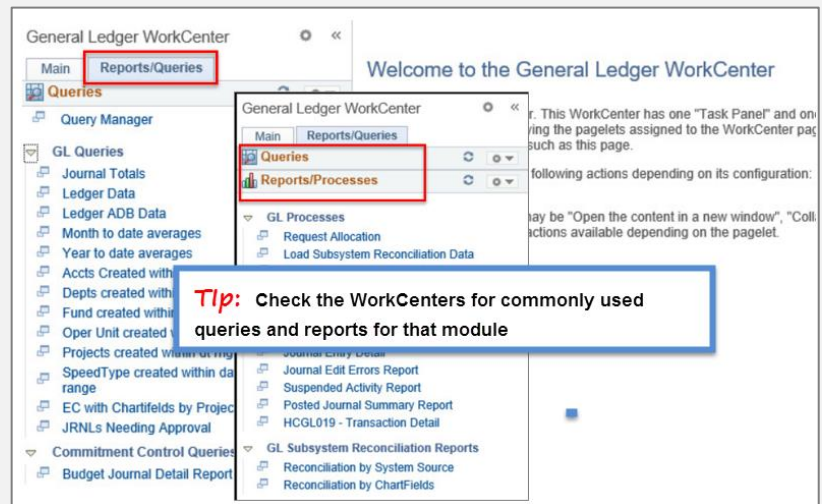 General Ledger WorkCenter
Main Reports/Queries
Queries
Query Manager
GL Queries
Journal Totals
Ledger Data
Ledger ADB Data
Month to date averages
Year to date averages
Accts Created with
Depts created with
Fund created within
Oper Unit created
Projects created within
SpeedType created within da
range
EC with Chartfields by Projec
JRNLs Needing Approval
Commitment Control Queries
Budget Journal Detail Report
General Ledger WorkCenter
Main Reports/Queries
Queries
Reports/Processes
GL Processes
Request Allocation
Load Subsystem Reconciliation Data
TIp: Check the WorkCenters for commonly used
queries and reports for that module
Journal Entry Detail
Journal Edit Errors Report
Suspended Activity Report
Posted Journal Summary Report
HCGL019 - Transaction Detail
GL Subsystem Reconciliation Reports
Reconciliation by System Source
Reconciliation by ChartFields
Welcome to the General Ledger WorkCenter
r. This WorkCenter has one "Task Panel" and one
ying the pagelets assigned to the WorkCenter pag
such as this page.
following actions depending on its configuration:
may be "Open the content in a new window", "Coll
actions available depending on the pagelet.